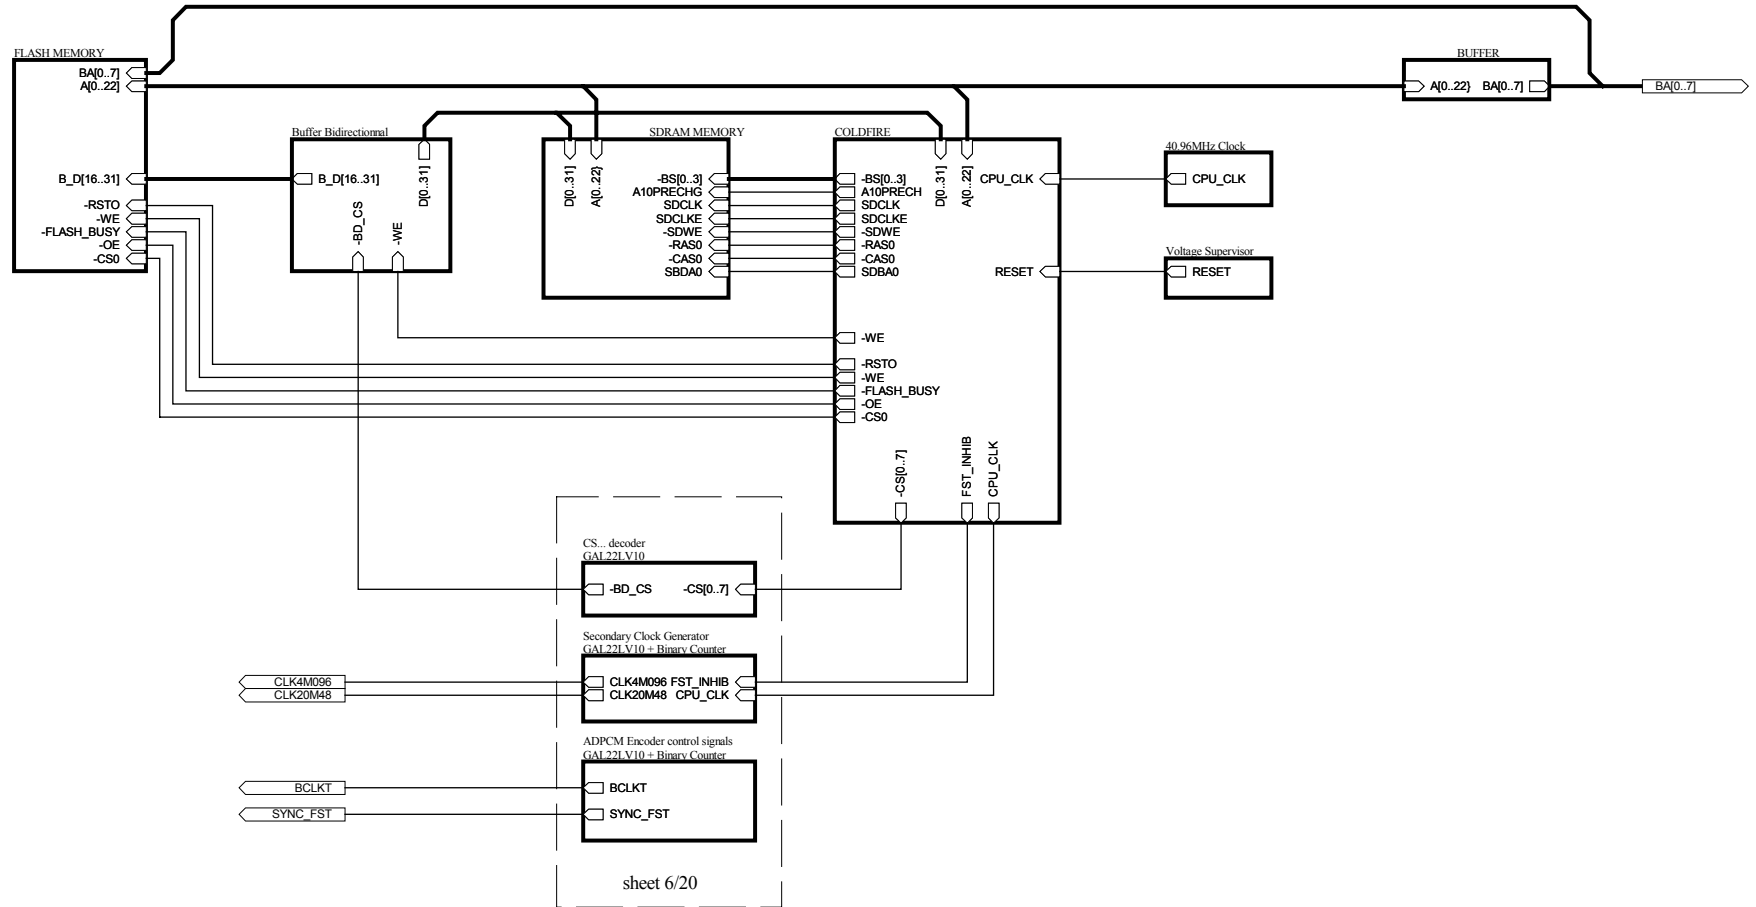 FLASH MEMORY
BA[0..7]
A[0..22]
B_D[16..31]
-RSTO
-WE
-FLASH_BUSY
-OE
-CS0
Buffer Bidirectionnal
B_D[16..31]
D[0..31]
-BD_CS
-WE
SDRAM MEMORY
D[0..31]
A[0..22}
-BS[0..3]
A10PRECHG
SDCLK
SDCLKE
-SDWE
-RAS0
-CAS0
SBDA0
COLDFIRE
-BS[0..3]
A10PRECH
SDCLK
SDCLKE
-SDWE
-RAS0
-CAS0
SDBA0
D[0..31]
A[0..22]
CPU_CLK
RESET
-WE
-RSTO
-WE
-FLASH_BUSY
-OE
-CS0
-CS[0..7]
FST_INHIB
CPU_CLK
40.96MHz Clock
CPU_CLK
Voltage Supervisor
RESET
BUFFER
A[0..22}
BA[0..7]
BA[0..7]
CS... decoder
GAL22LV10
-BD_CS
-CS[0..7]
Secondary Clock Generator
GAL22LV10 + Binary Counter
CLK4M096 FST_INHIB
CLK20M48 CPU_CLK
CLK4M096
CLK20M48
ADPCM Encoder control signals
GAL22LV10 + Binary Counter
BCLKT
SYNC_FST
BCLKT
SYNC_FST
sheet 6/20